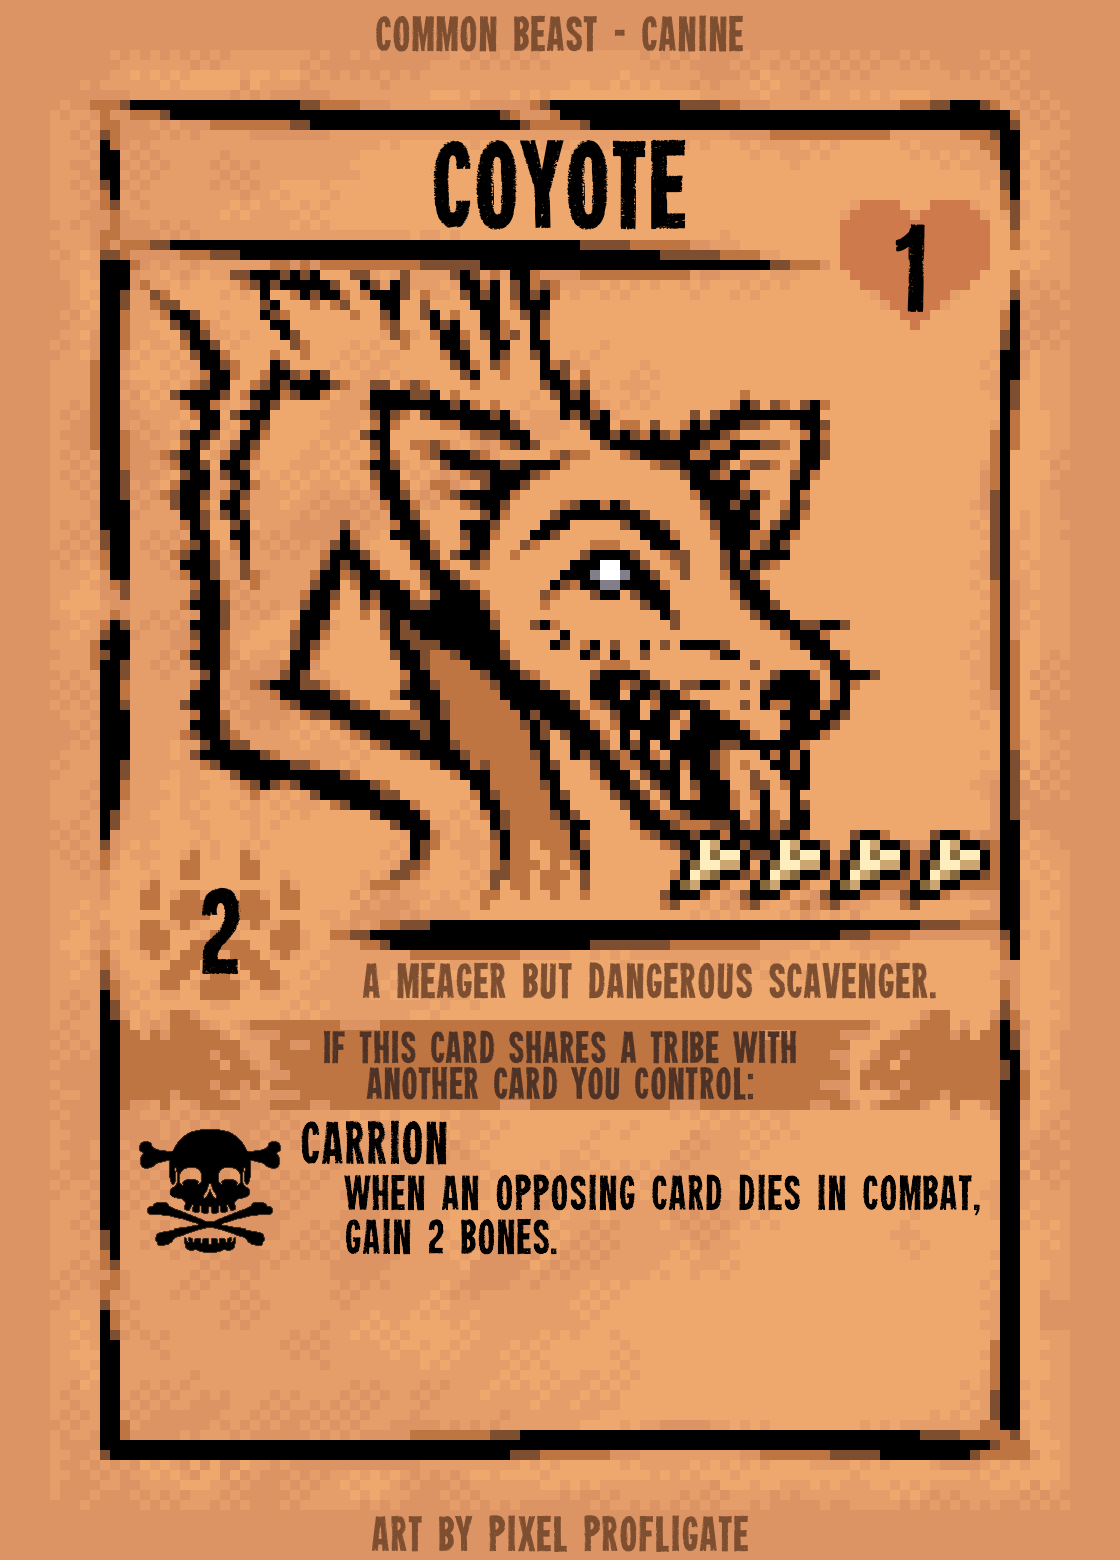 COMMON BEAST - CANINE
COYOTE
1
2
A MEAGER BUT DANGEROUS SCAVENGER.
IF THIS CARD SHARES A TRIBE WITH
ANOTHER CARD YOU CONTROL:
CARRION
WHEN AN OPPOSING CARD DIES IN COMBAT,
GAIN 2 BONES.
ART BY PIXEL PROFLIGATE